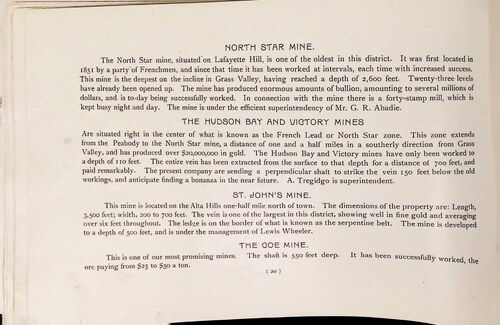 NORTH STAR MINE.
The North Star mine, situated on Lafayette Hill, is one of the oldest in this district. It was first located in
1851 by a party of Frenchmen, and since that time it has been worked at intervals, each time with increased success.
This mine is the deepest on the incline in Grass Valley, having reached a depth of 2,600 feet. Twenty-three levels
have already been opened up. The mine has produced enormous amounts of bullion, amounting to several millions of
dollars, and is to-day being successfully worked. In connection with the mine there is a forty-stamp mill, which is
kept busy night and day. The mine is under the efficient superintendency of Mr. G. R. Abadie.
THE HUDSON BAY AND VICTORY MINES
Are situated right in the center of what is known as the French Lead or North Star zone. This zone extends
from the Peabody to the North Star mine, a distance of one and a half miles in a southerly direction from Grass
Valley, and has produced over $20,000,000 in gold. The Hudson Bay and Victory mines have only been worked to
a depth of 110 feet. The entire vein has been extracted from the surface to that depth for a distance of 700 feet, and
paid remarkably. The present company are sending a perpendicular shaft to strike the vein 150 feet below the old
workings, and anticipate finding a bonanza in the near future. A. Tregidgo is superintendent.
ST. JOHN'S MINE.
This mine is located on the Alta Hills one-half mile north of town. The dimensions of the property are: Length,
3,500 feet; width, 200 to 700 feet. The vein is one of the largest in this district, showing well in fine gold and averaging
over six feet throughout. The ledge is on the border of what is known as the serpentine belt. The mine is developed
to a depth of 500 feet, and is under the management of Lewis Wheeler.
THE COE MINE.
This is one of our most promising mines. The shaft is 550 feet deep. It has been successfully worked, the
ore paying from $25 to $50 a ton.
( 20 )